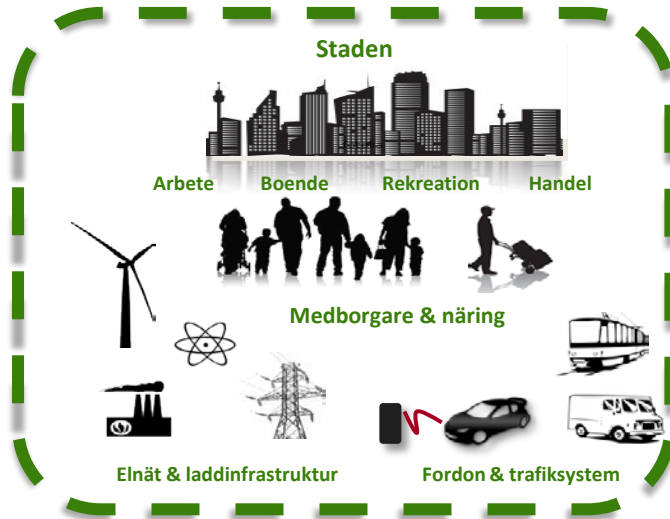 Staden
Arbete Boende Rekreation Handel
Medborgare & näring
Elnät & laddinfrastruktur Fordon & trafiksystem